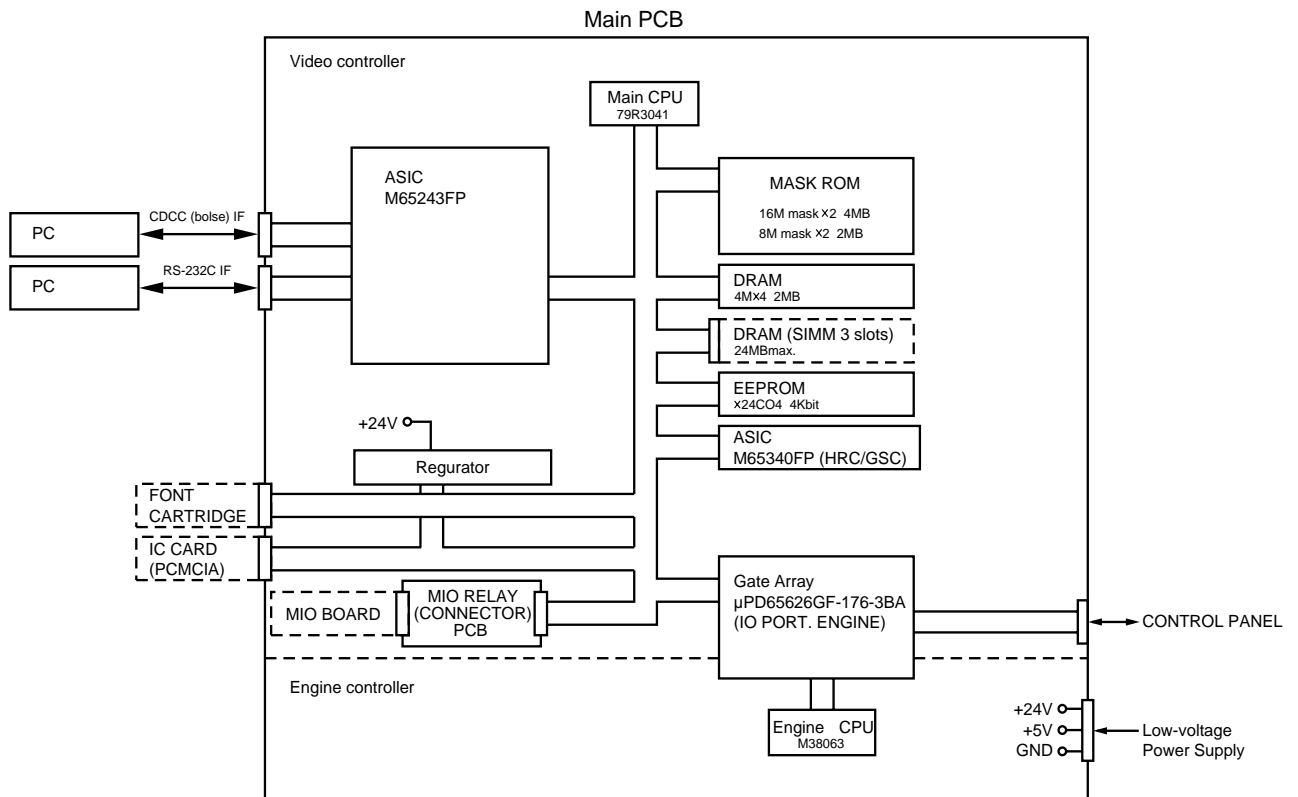 Main PCB
Video controller
Main CPU
79R3041
ASIC
M65243FP
MASK ROM
16M mask ×2 4MB
8M mask ×2 2MB
CDCC (bolse) IF
PC
RS-232C IF
PC
DRAM
4M×4 2MB
DRAM (SIMM 3 slots)
24MBmax.
EEPROM
×24CO4 4Kbit
ASIC
M65340FP (HRC/GSC)
+24V
Regurator
FONT
CARTRIDGE
IC CARD
(PCMCIA)
MIO BOARD
MIO RELAY
(CONNECTOR)
PCB
Gate Array
µPD65626GF-176-3BA
(IO PORT. ENGINE)
CONTROL PANEL
Engine controller
Engine CPU
M38063
+24V
+5V
GND
Low-voltage
Power Supply